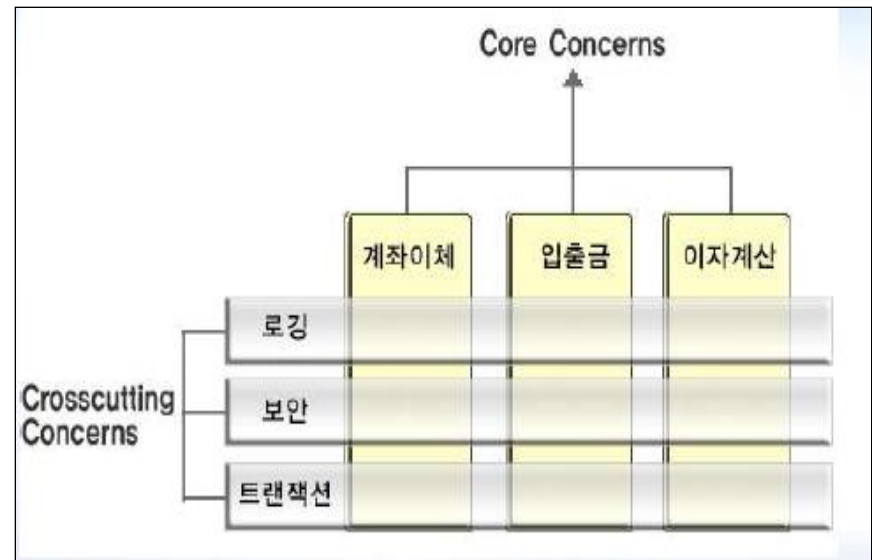 Core Concerns
계좌이체
입출금
이자계산
로깅
보안
Crosscutting
Concerns
트랜잭션